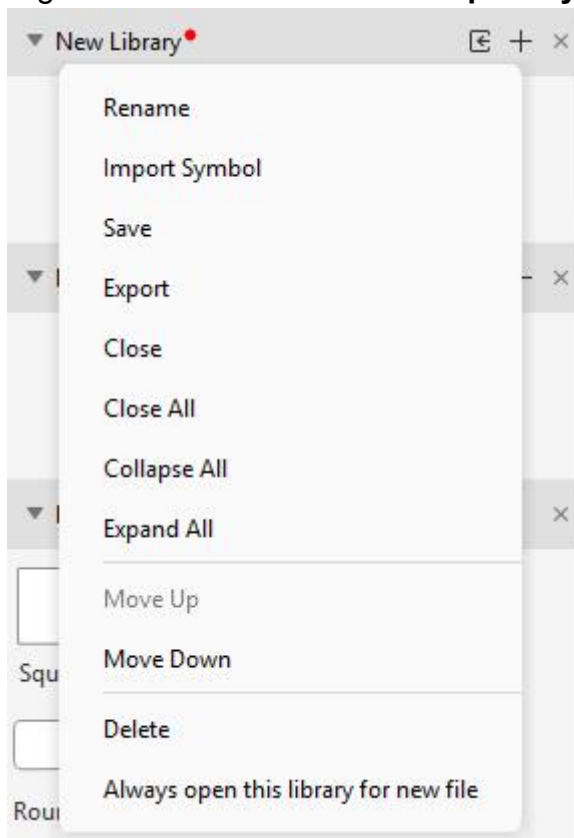 New Library
Rename
Import Symbol
Save
Export
Close
Close All
Collapse All
Expand All
Move Up
Move Down
Squ
Delete
Always open this library for new file